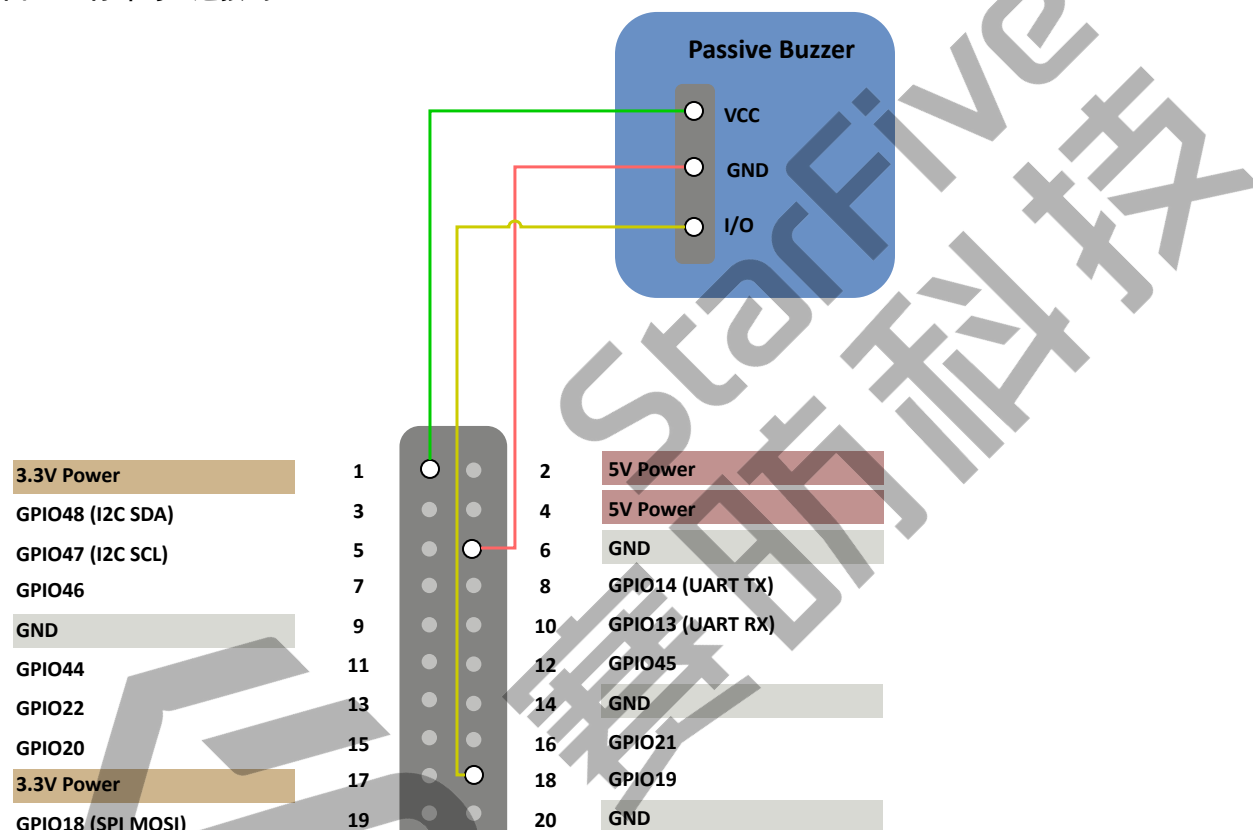 Passive Buzzer
VCC
GND
I/O
3.3V Power 1 2 5V Power
GPIO48 (I2C SDA) 3 4 5V Power
GPIO47 (I2C SCL) 5 6 GND
GPIO46 7 8 GPIO14 (UART TX)
GND 9 10 GPIO13 (UART RX)
GPIO44 11 12 GPIO45
GPIO22 13 14 GND
GPIO20 15 16 GPIO21
3.3V Power 17 18 GPIO19
GPIO18 (SPI MOSI) 19 20 GND
StarFive
赛昉科技